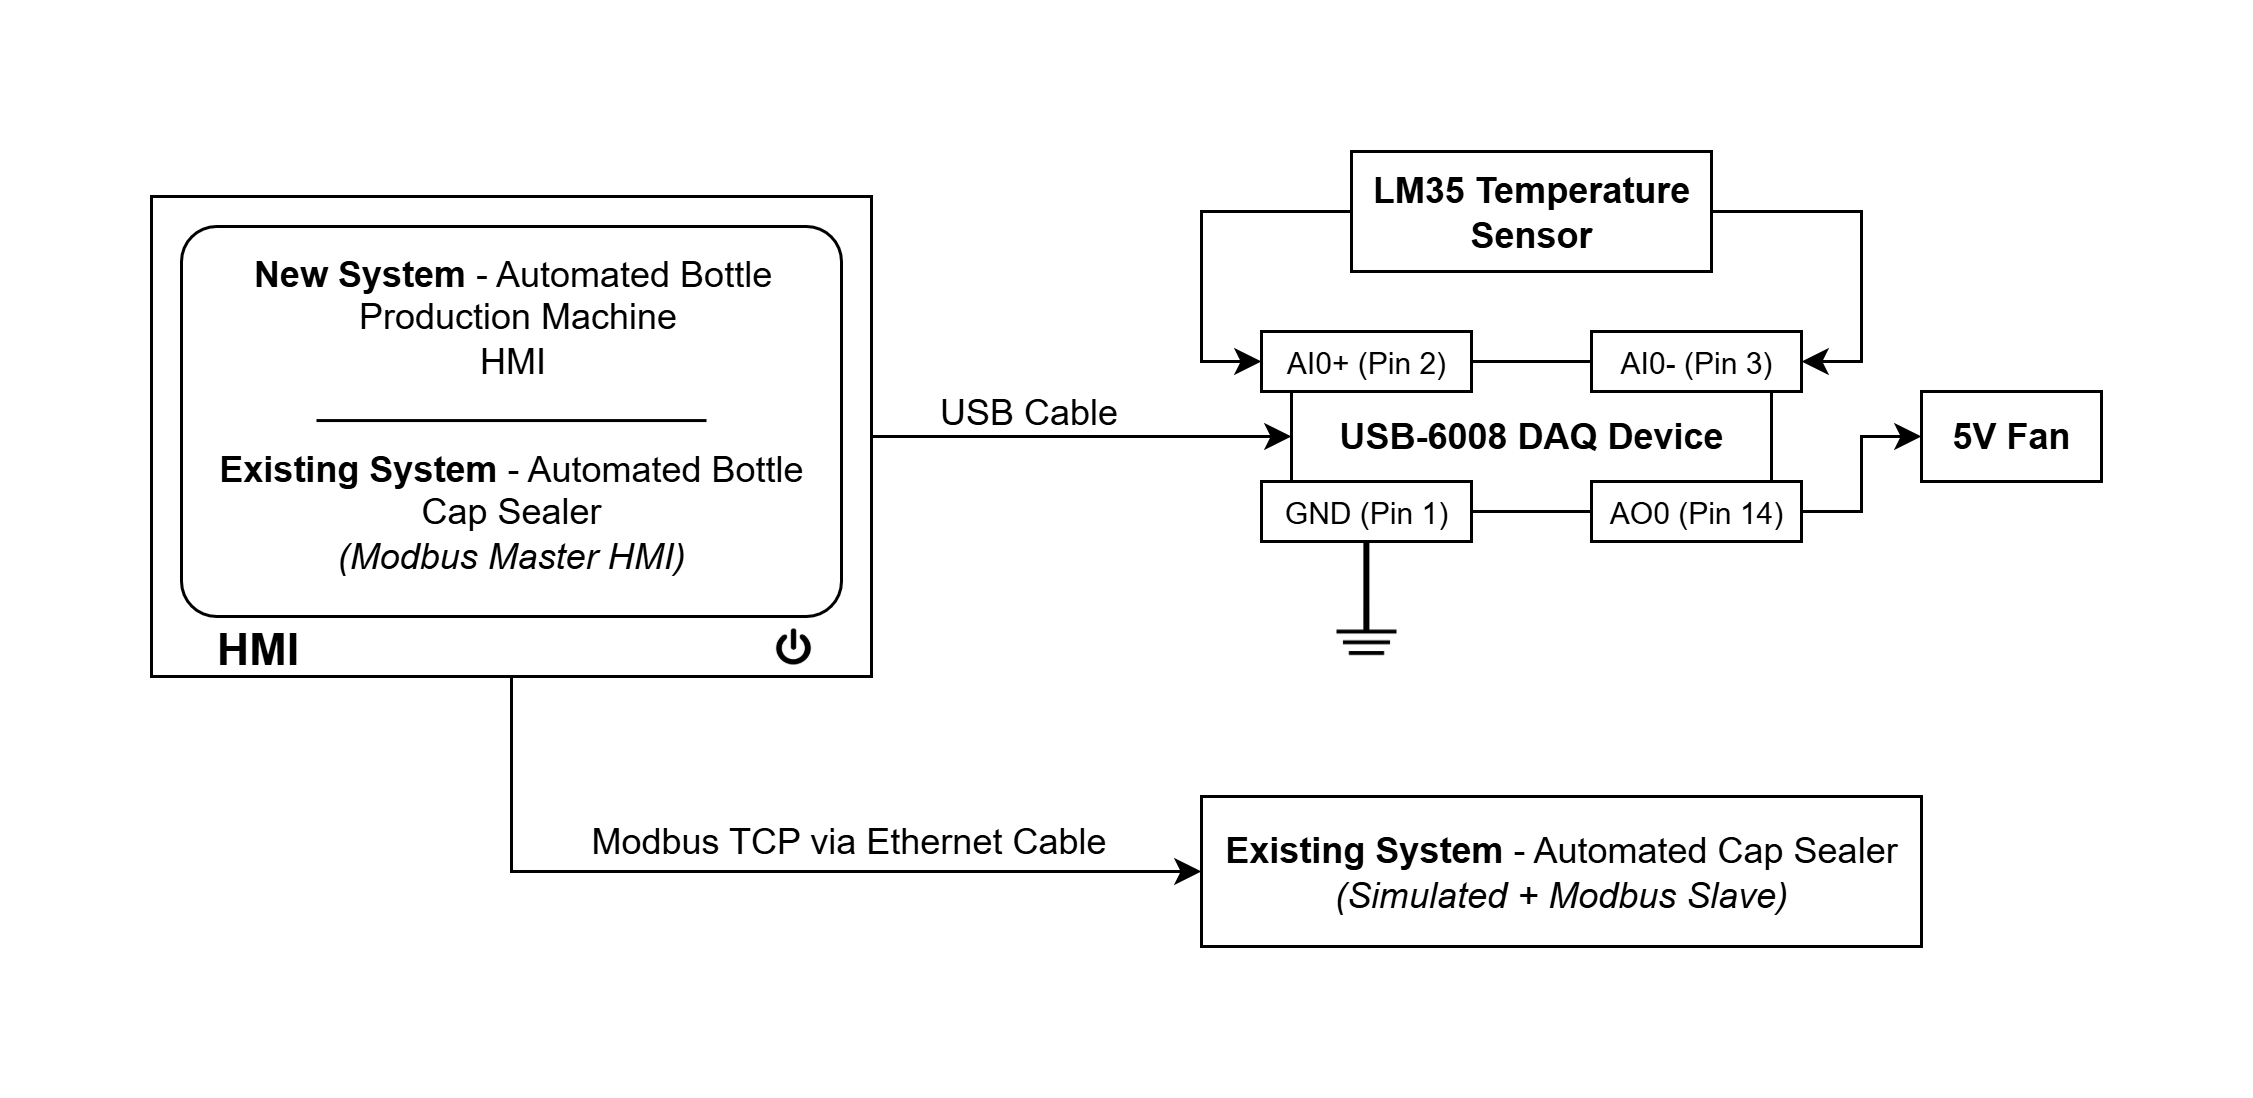 New System - Automated Bottle
Production Machine
HMI
Existing System - Automated Bottle
Cap Sealer
(Modbus Master HMI)
HMI
USB Cable
LM35 Temperature
Sensor
AI0+ (Pin 2)
AI0- (Pin 3)
USB-6008 DAQ Device
GND (Pin 1)
AO0 (Pin 14)
5V Fan
Modbus TCP via Ethernet Cable
Existing System - Automated Cap Sealer
(Simulated + Modbus Slave)